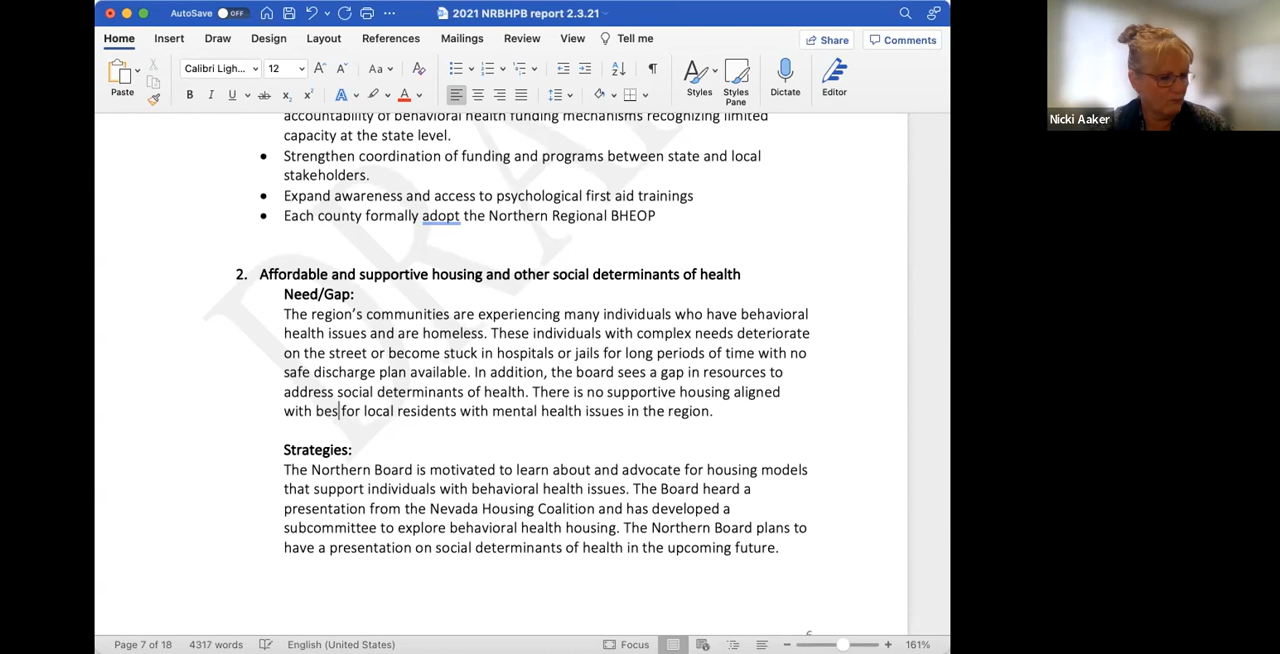 AutoSave OFF 2021 NRBHPB report 2.3.21
Home Insert Draw Design Layout References Mailings Review View Tell me Share Comments
Calibri Ligh... 12 Aa
Paste B I U ab x₂ x² A A Styles Styles Pane Dictate Editor
accountability of behavioral health funding mechanisms recognizing limited
capacity at the state level.
• Strengthen coordination of funding and programs between state and local
stakeholders.
• Expand awareness and access to psychological first aid trainings
• Each county formally adopt the Northern Regional BHEOP
2. Affordable and supportive housing and other social determinants of health
Need/Gap:
The region's communities are experiencing many individuals who have behavioral
health issues and are homeless. These individuals with complex needs deteriorate
on the street or become stuck in hospitals or jails for long periods of time with no
safe discharge plan available. In addition, the board sees a gap in resources to
address social determinants of health. There is no supportive housing aligned
with bes for local residents with mental health issues in the region.
Strategies:
The Northern Board is motivated to learn about and advocate for housing models
that support individuals with behavioral health issues. The Board heard a
presentation from the Nevada Housing Coalition and has developed a
subcommittee to explore behavioral health housing. The Northern Board plans to
have a presentation on social determinants of health in the upcoming future.
Page 7 of 18 4317 words English (United States) Focus 161%
Nicki Aaker